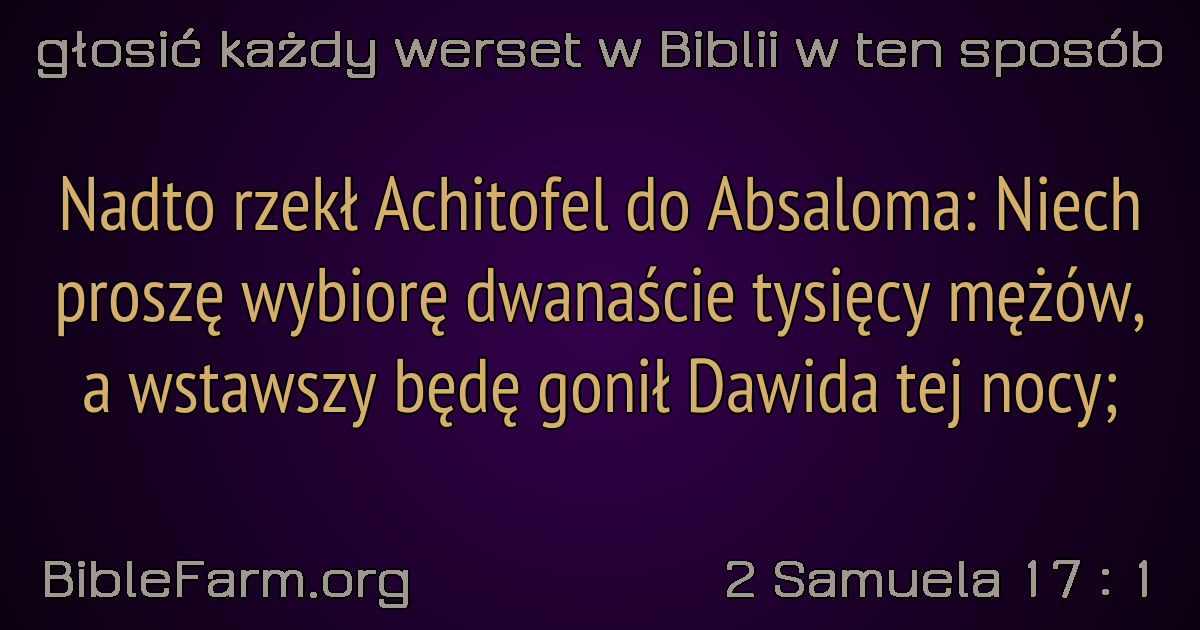 głosić każdy werset w Biblii w ten sposób
Nadto rzekł Achitofel do Absaloma: Niech
proszę wybiorę dwanaście tysięcy mężów,
a wstawszy będę gonił Dawida tej nocy;
BibleFarm.org
2 Samuela 17 : 1